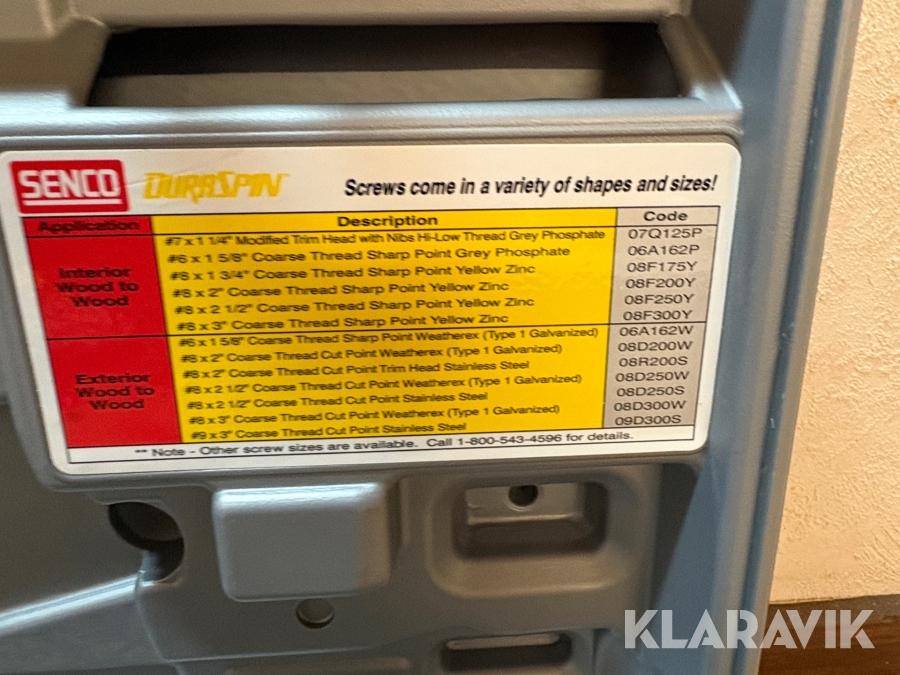 SENCO DURASPIN Screws come in a variety of shapes and sizes!
Application Description Code
Interior Wood to Wood
#7 x 1 1/4" Modified Trim Head with Nibs Hi-Low Thread Grey Phosphate 07Q125P
#6 x 1 5/8" Coarse Thread Sharp Point Grey Phosphate 06A162P
#8 x 1 3/4" Coarse Thread Sharp Point Yellow Zinc 08F175Y
#8 x 2" Coarse Thread Sharp Point Yellow Zinc 08F200Y
#8 x 2 1/2" Coarse Thread Sharp Point Yellow Zinc 08F250Y
#8 x 3" Coarse Thread Sharp Point Yellow Zinc 08F300Y
Exterior Wood to Wood
#6 x 1 5/8" Coarse Thread Sharp Point Weatherex (Type 1 Galvanized) 06A162W
#8 x 2" Coarse Thread Cut Point Weatherex (Type 1 Galvanized) 08D200W
#8 x 2" Coarse Thread Cut Point Trim Head Stainless Steel 08R200S
#8 x 2 1/2" Coarse Thread Cut Point Weatherex (Type 1 Galvanized) 08D250W
#8 x 2 1/2" Coarse Thread Cut Point Stainless Steel 08D250S
#8 x 3" Coarse Thread Cut Point Weatherex (Type 1 Galvanized) 08D300W
#9 x 3" Coarse Thread Cut Point Stainless Steel 09D300S
** Note - Other screw sizes are available. Call 1-800-543-4596 for details.
KLARAVIK